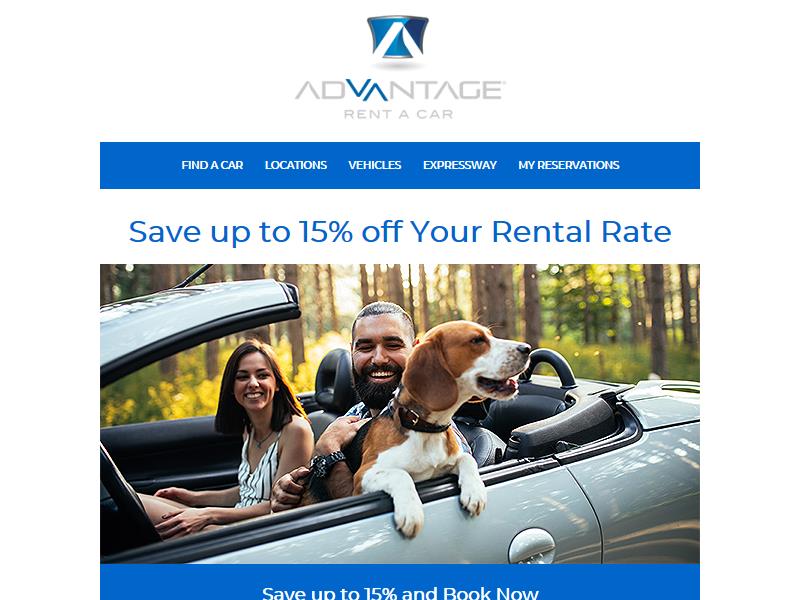 ADVANTAGE
RENT A CAR
FIND A CAR LOCATIONS VEHICLES EXPRESSWAY MY RESERVATIONS
Save up to 15% off Your Rental Rate
Save up to 15% and Book Now